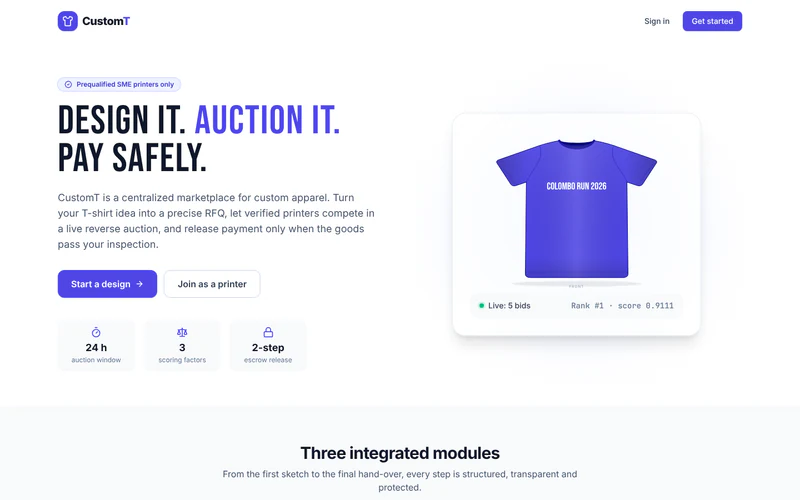 CustomT
Sign in
Get started
Prequalified SME printers only
DESIGN IT. AUCTION IT.
PAY SAFELY.
CustomT is a centralized marketplace for custom apparel. Turn
your T-shirt idea into a precise RFQ, let verified printers compete in
a live reverse auction, and release payment only when the goods
pass your inspection.
Start a design →
Join as a printer
24 h
auction window
3
scoring factors
2-step
escrow release
COLOMBO RUN 2026
FRONT
Live: 5 bids
Rank #1 · score 0.9111
Three integrated modules
From the first sketch to the final hand-over, every step is structured, transparent and
protected.